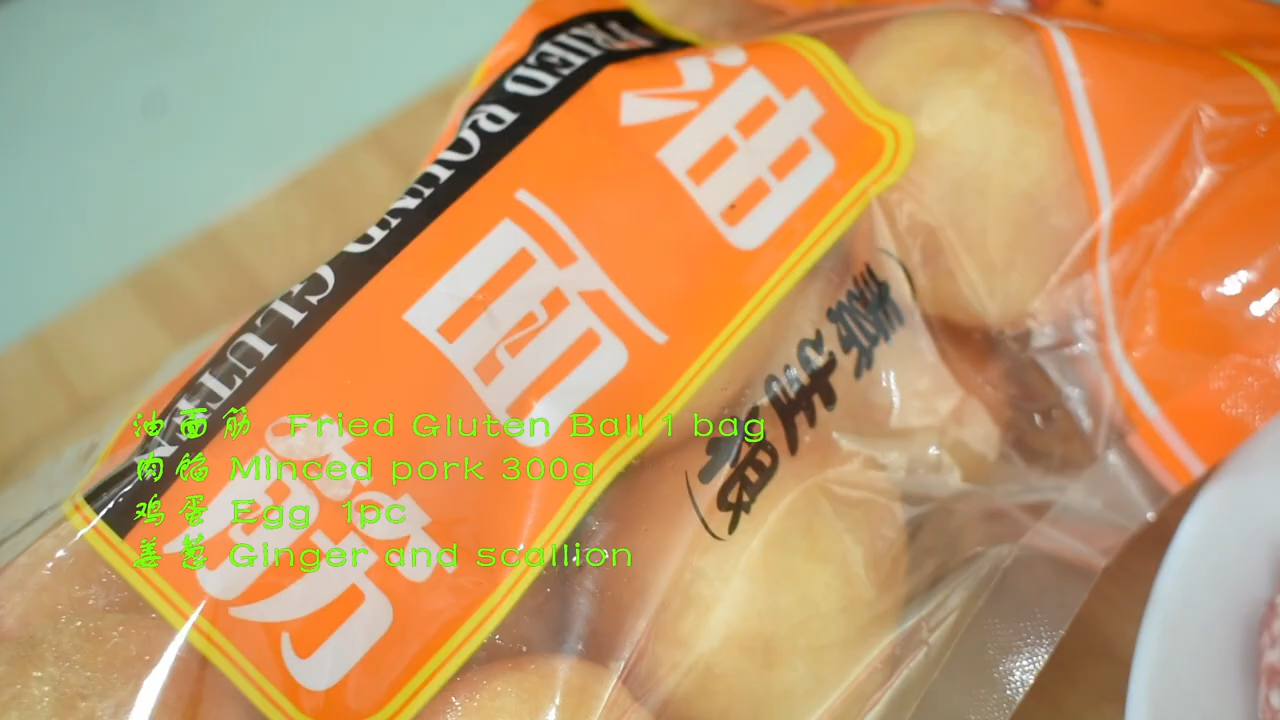 FRIED ROUND GLUTEN
油面筋
油面筋 Fried Gluten Ball 1 bag
肉馅 Minced pork 300g
鸡蛋 Egg 1pc
姜葱 Ginger and scallion